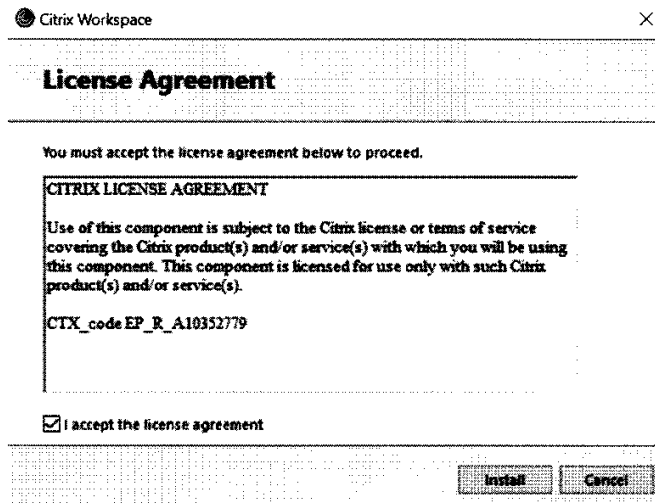 Citrix Workspace
License Agreement
You must accept the license agreement below to proceed.
CITRIX LICENSE AGREEMENT
Use of this component is subject to the Citrix license or terms of service
covering the Citrix product(s) and/or service(s) with which you will be using
this component. This component is licensed for use only with such Citrix
product(s) and/or service(s).
CTX_code EP_R_A10352779
I accept the license agreement
Install Cancel